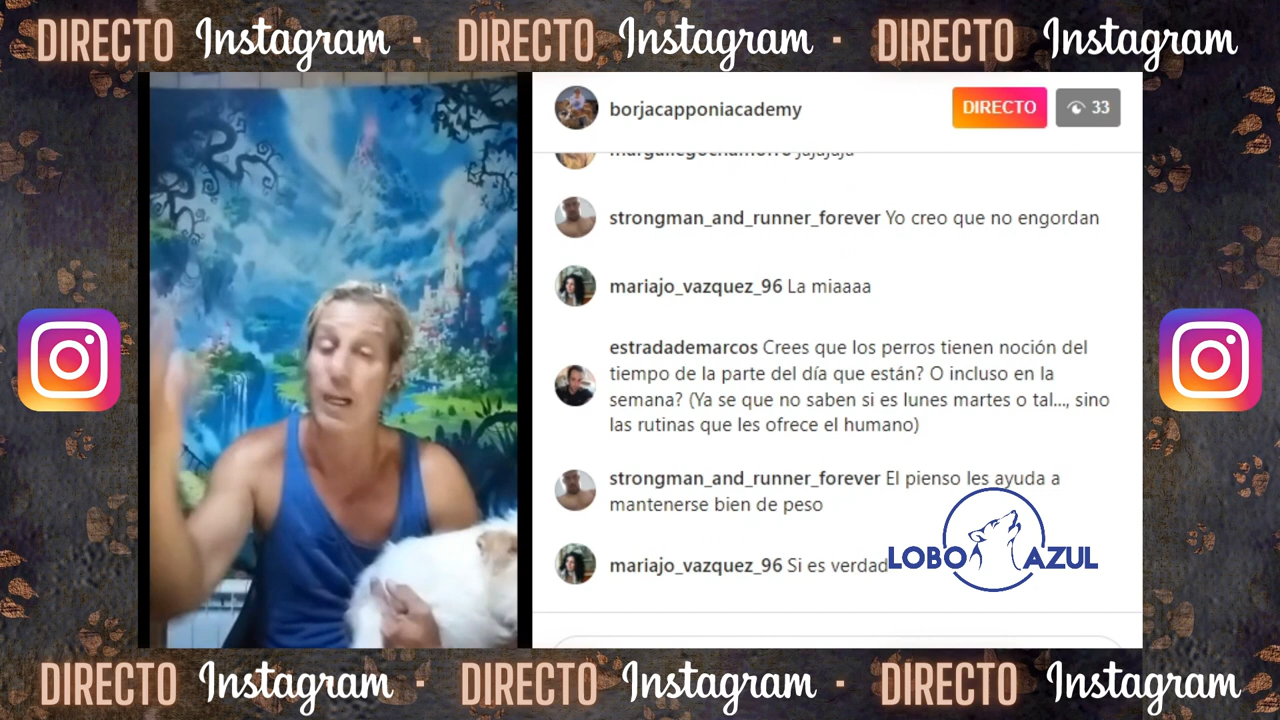 DIRECTO Instagram · DIRECTO Instagram · DIRECTO Instagram
borjacapponiacademy
DIRECTO 33
jajajaja
strongman_and_runner_forever Yo creo que no engordan
mariajo_vazquez_96 La miaaaa
estradademarcos Crees que los perros tienen noción del
tiempo de la parte del día que están? O incluso en la
semana? (Ya se que no saben si es lunes martes o tal..., sino
las rutinas que les ofrece el humano)
strongman_and_runner_forever El pienso les ayuda a
mantenerse bien de peso
mariajo_vazquez_96 Si es verdad
LOBO AZUL
DIRECTO Instagram · DIRECTO Instagram · DIRECTO Instagram